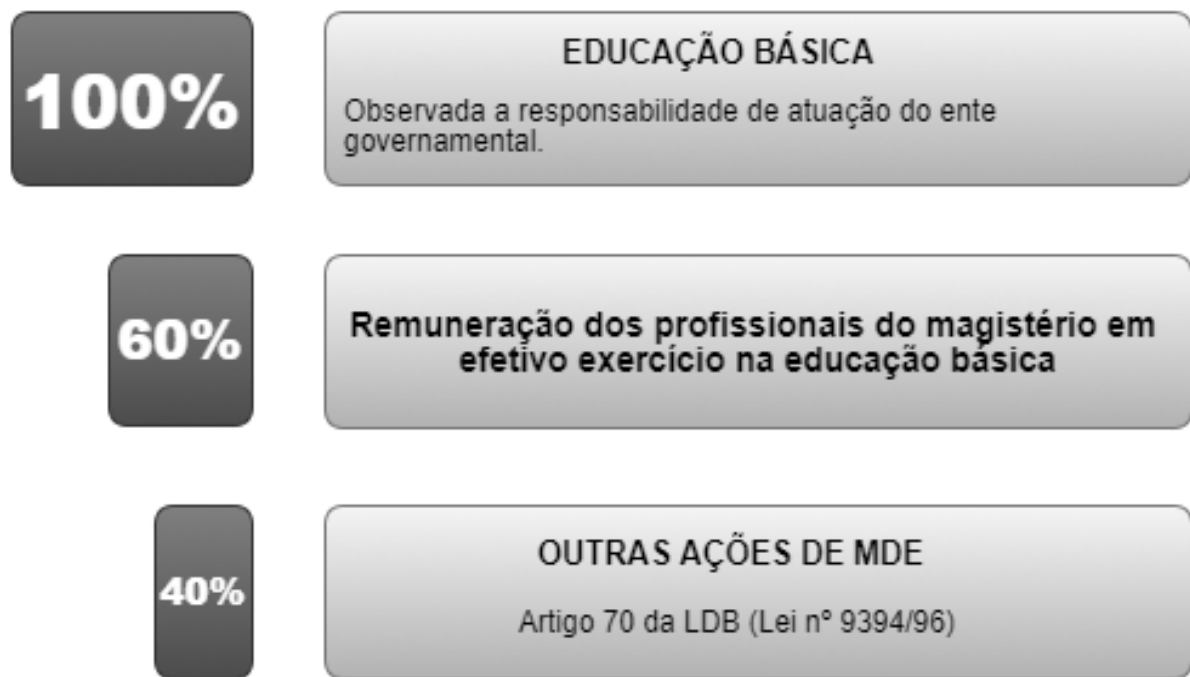 100%
EDUCAÇÃO BÁSICA
Observada a responsabilidade de atuação do ente
governamental.
60%
Remuneração dos profissionais do magistério em
efetivo exercício na educação básica
40%
OUTRAS AÇÕES DE MDE
Artigo 70 da LDB (Lei nº 9394/96)